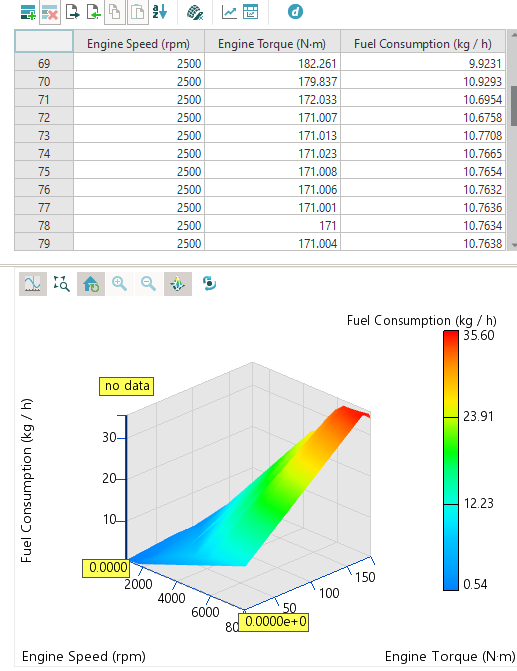 a
z
d
Engine Speed (rpm) Engine Torque (N·m) Fuel Consumption (kg / h)
69 2500 182.261 9.9231
70 2500 179.837 10.9293
71 2500 172.033 10.6954
72 2500 171.007 10.6758
73 2500 171.013 10.7708
74 2500 171.023 10.7665
75 2500 171.008 10.7654
76 2500 171.006 10.7632
77 2500 171.001 10.7636
78 2500 171 10.7634
79 2500 171.004 10.7638
Fuel Consumption (kg / h)
35.60
23.91
12.23
0.54
no data
Fuel Consumption (kg / h)
30
20
10
0.0000
2000
4000
6000
80
0.0000e+0
50
100
150
Engine Speed (rpm) Engine Torque (N·m)